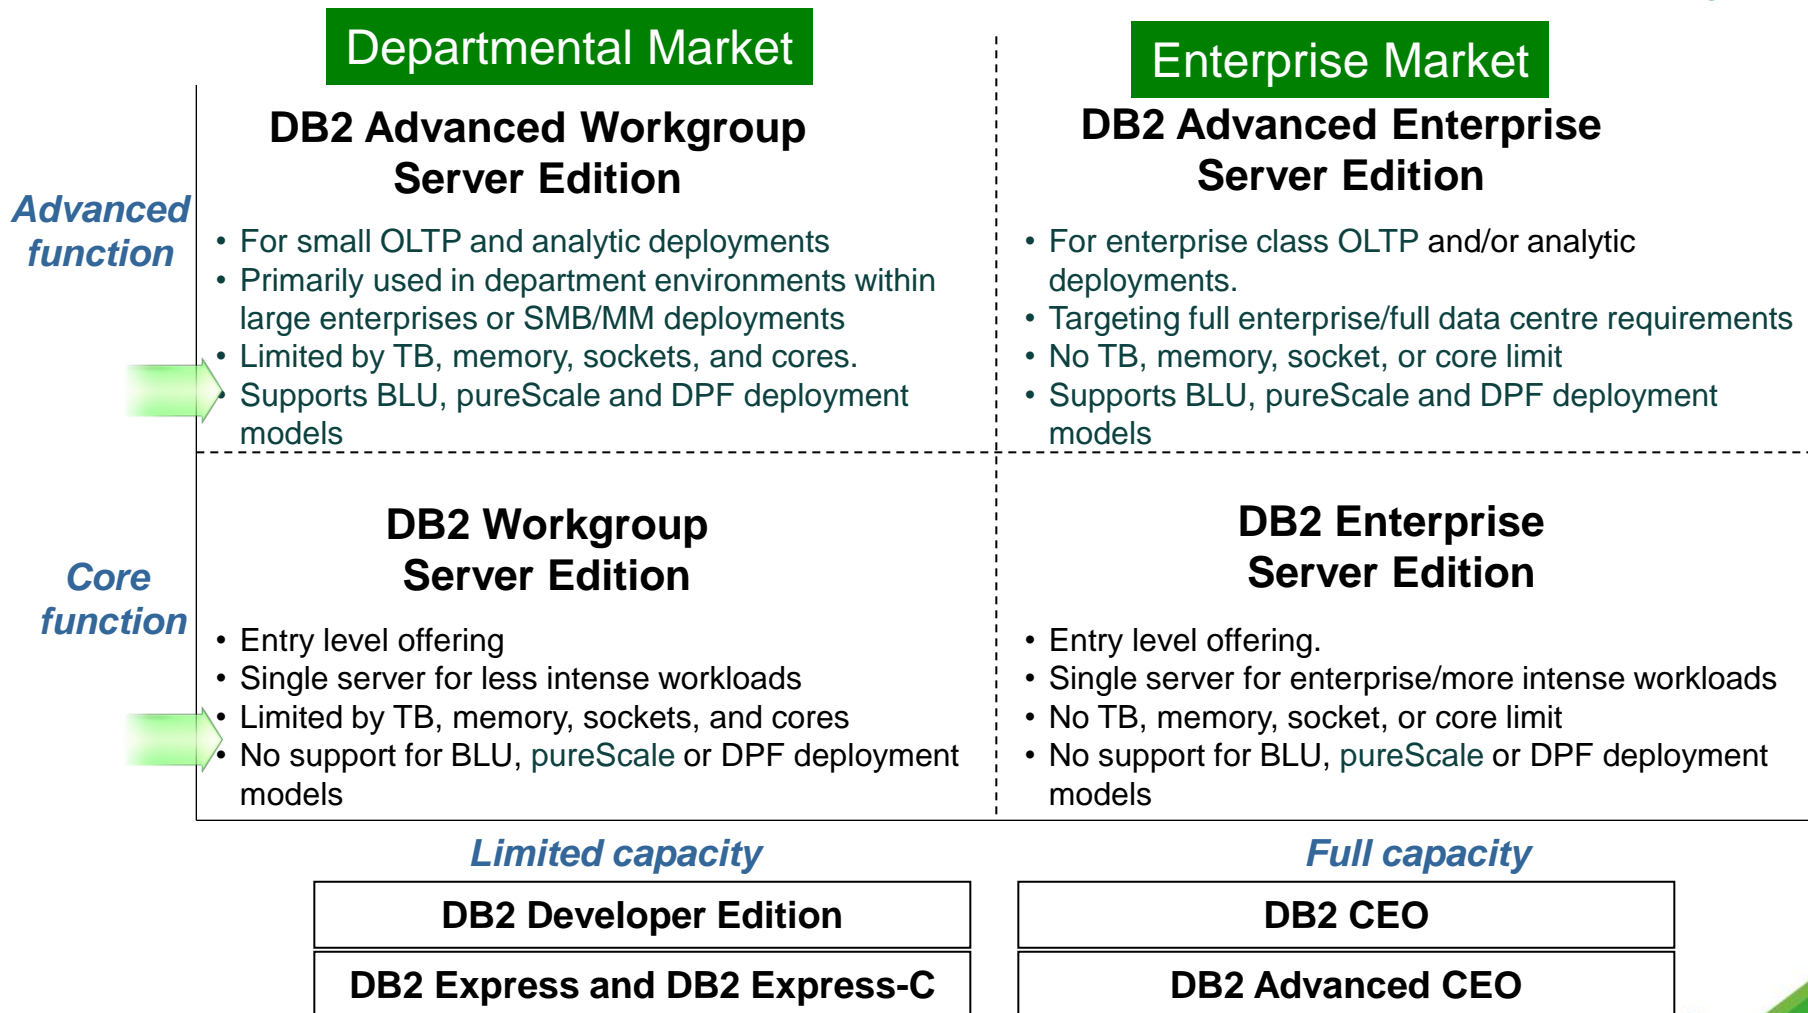 Departmental Market
Enterprise Market
Advanced
function
DB2 Advanced Workgroup
Server Edition
• For small OLTP and analytic deployments
• Primarily used in department environments within
large enterprises or SMB/MM deployments
• Limited by TB, memory, sockets, and cores.
• Supports BLU, pureScale and DPF deployment
models
DB2 Advanced Enterprise
Server Edition
• For enterprise class OLTP and/or analytic
deployments.
• Targeting full enterprise/full data centre requirements
• No TB, memory, socket, or core limit
• Supports BLU, pureScale and DPF deployment
models
Core
function
DB2 Workgroup
Server Edition
• Entry level offering
• Single server for less intense workloads
• Limited by TB, memory, sockets, and cores
• No support for BLU, pureScale or DPF deployment
models
DB2 Enterprise
Server Edition
• Entry level offering.
• Single server for enterprise/more intense workloads
• No TB, memory, socket, or core limit
• No support for BLU, pureScale or DPF deployment
models
Limited capacity
Full capacity
DB2 Developer Edition
DB2 CEO
DB2 Express and DB2 Express-C
DB2 Advanced CEO